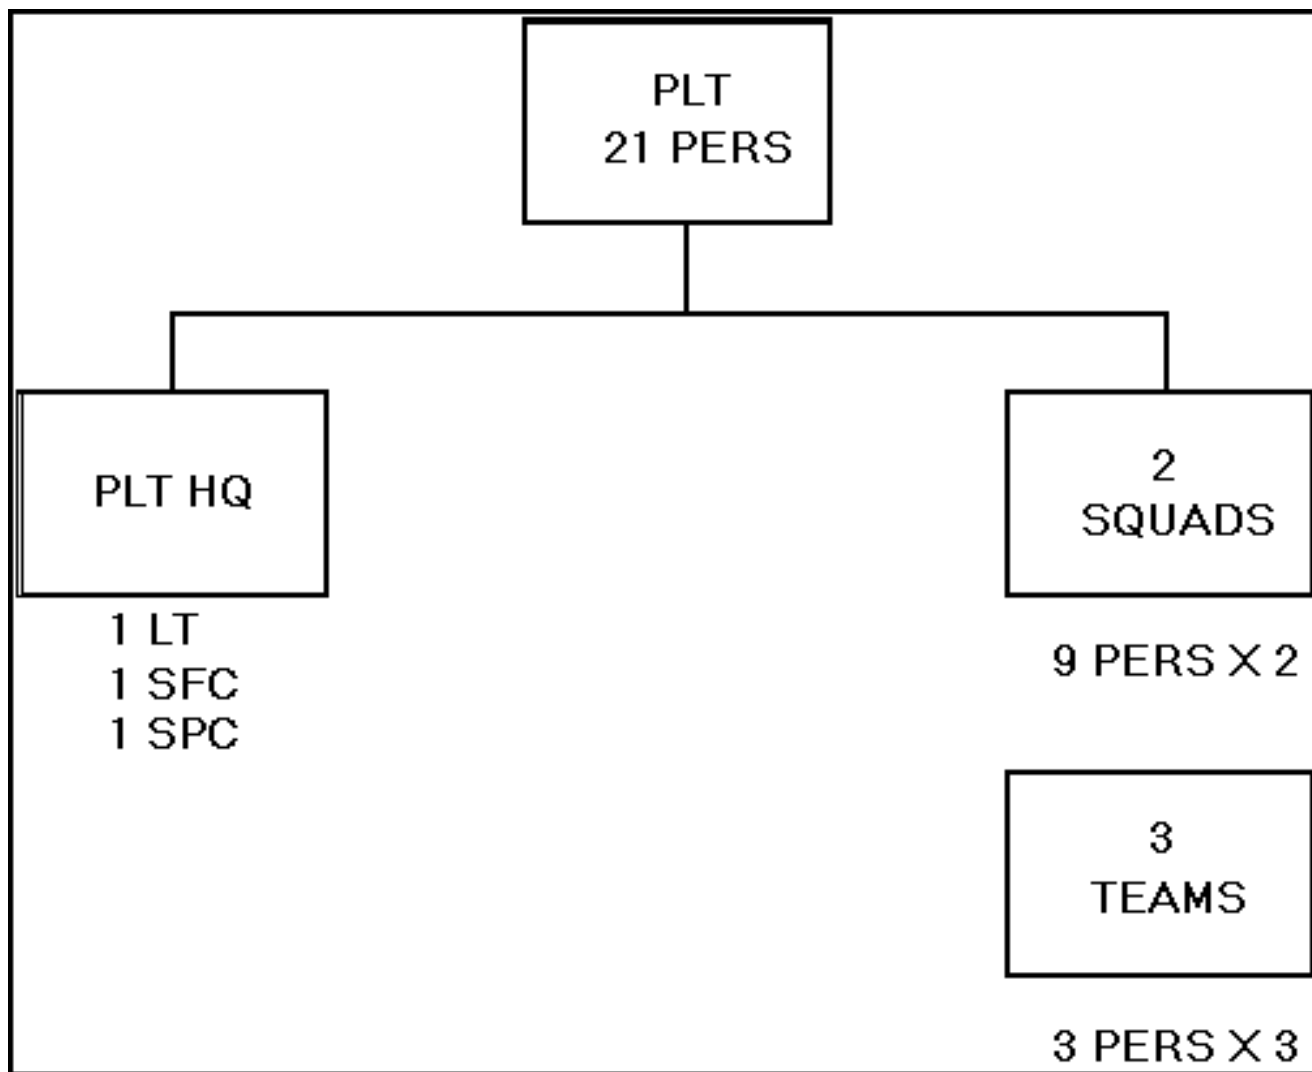 PLT
21 PERS
PLT HQ
1 LT
1 SFC
1 SPC
2
SQUADS
9 PERS X 2
3
TEAMS
3 PERS X 3